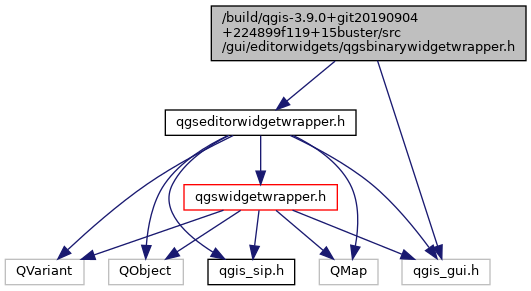 /build/qgis-3.9.0+git20190904
+224899f119+15buster/src
/gui/editorwidgets/qgsbinarywidgetwrapper.h
qgseditorwidgetwrapper.h
qgswidgetwrapper.h
QVariant
QObject
qgis_sip.h
QMap
qgis_gui.h